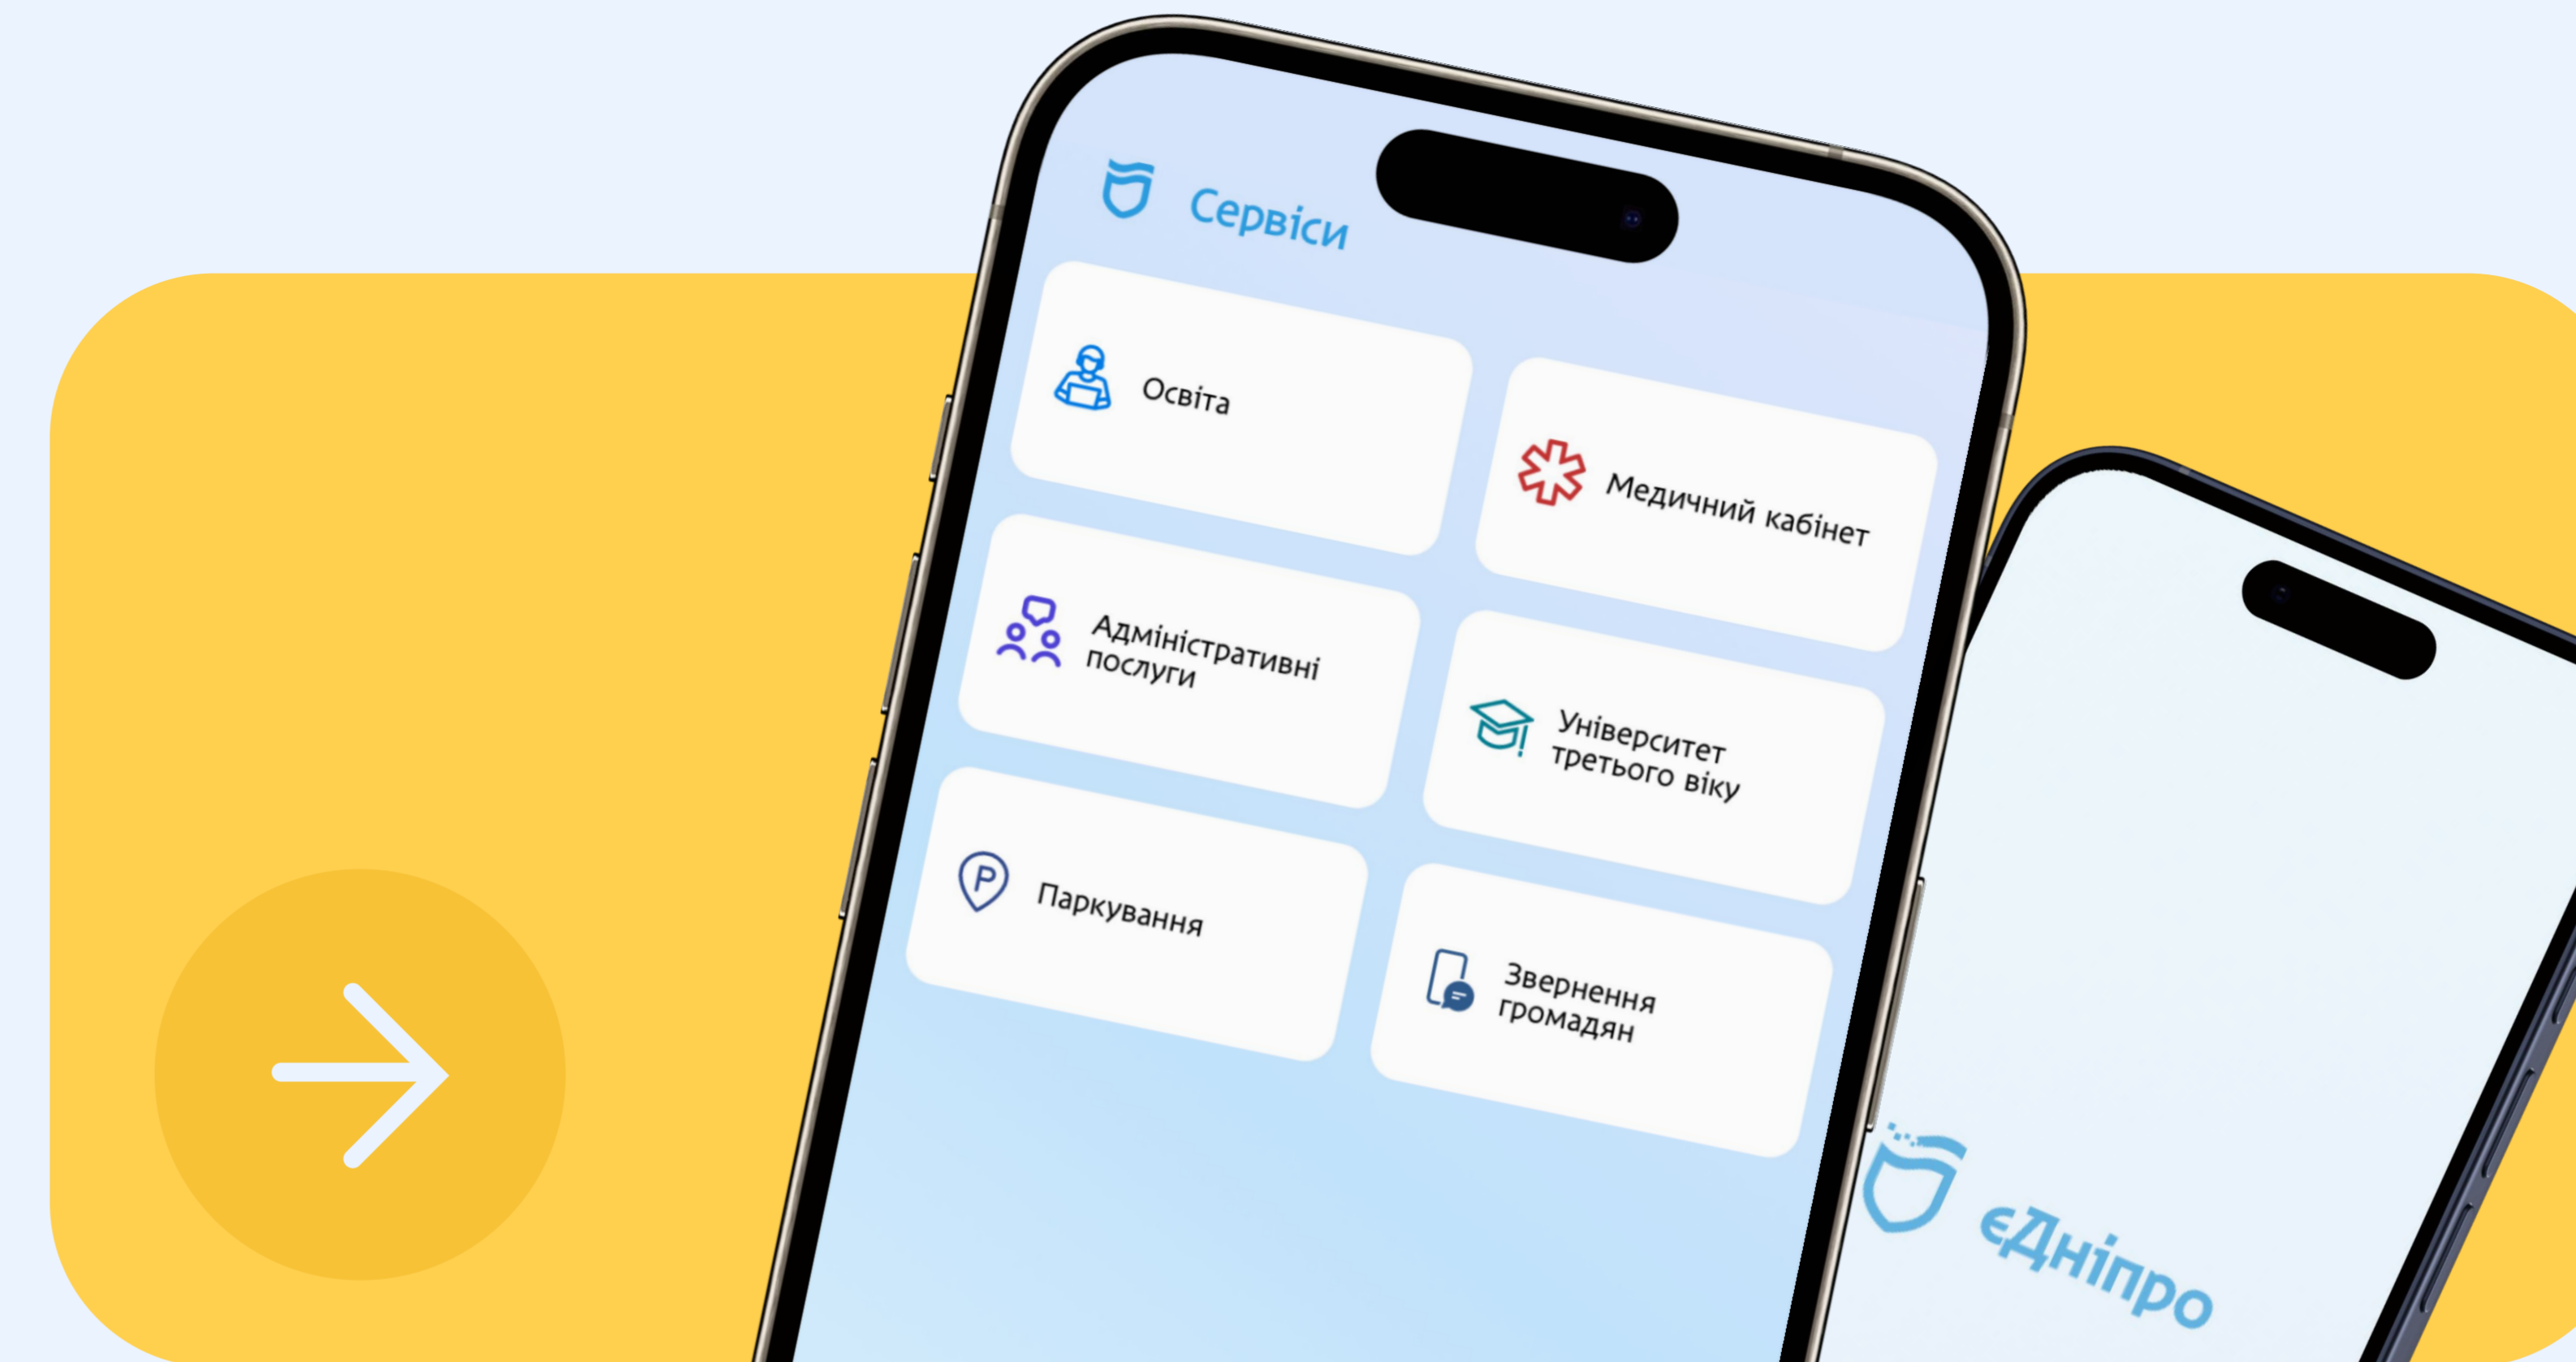 Сервіси
Освіта
Медичний кабінет
Адміністративні
послуги
Університет
третього віку
P
Паркування
Звернення
громадян
єДніпро